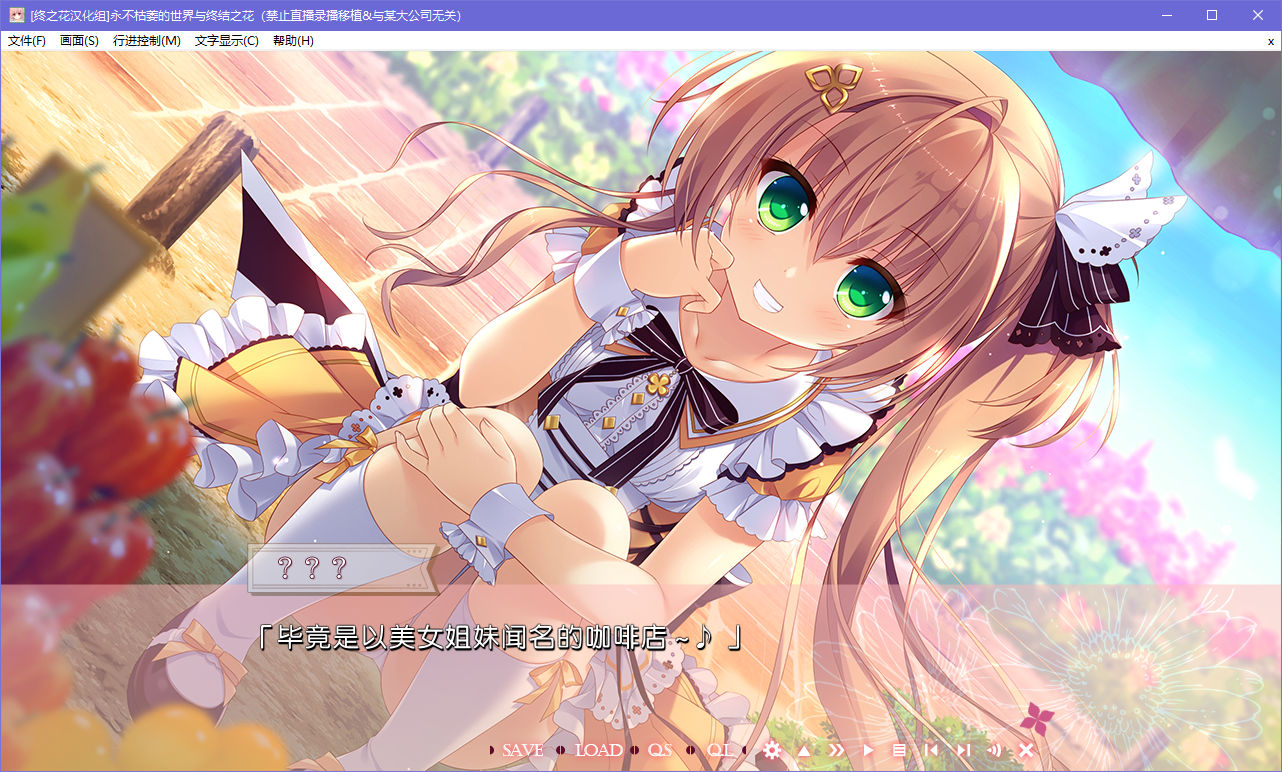 [终之花汉化组]永不枯萎的世界与终结之花（禁止直播录播移植&与某大公司无关）
文件(F) 画面(S) 行进控制(M) 文字显示(C) 帮助(H) x
？？？
「毕竟是以美女姐妹闻名的咖啡店~♪」
SAVE LOAD QS QL